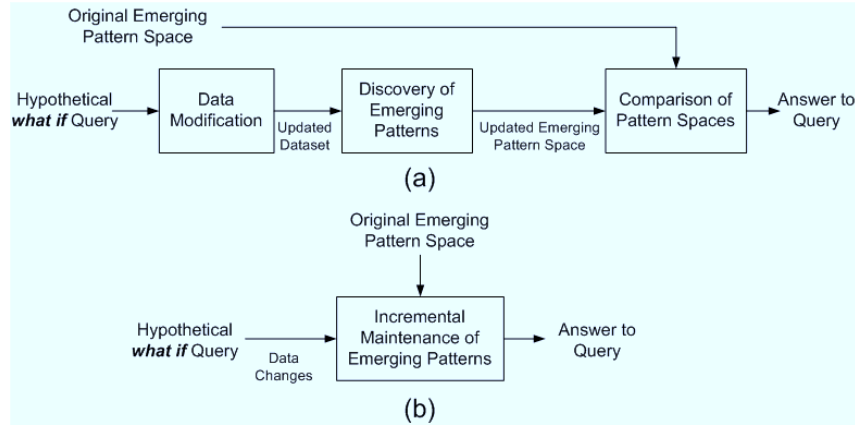 Original Emerging
Pattern Space
Hypothetical
what if Query
Data
Modification
Updated
Dataset
Discovery of
Emerging
Patterns
Updated Emerging
Pattern Space
Comparison of
Pattern Spaces
Answer to
Query
(a)
Original Emerging
Pattern Space
Hypothetical
what if Query
Data
Changes
Incremental
Maintenance of
Emerging Patterns
Answer to
Query
(b)